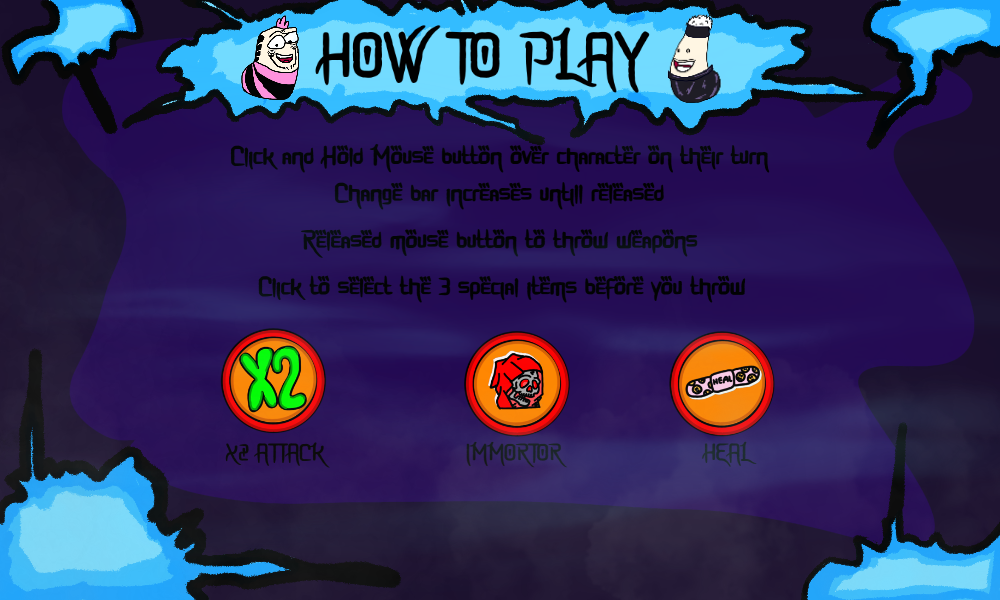 HOW TO PLAY
Click and Hold Mouse button over character on their turn
Change bar increases untill released
Released mouse button to throw weapons
Click to select the 3 special items before you throw
X2
HEAL
X2 ATTACK
IMMORTOR
HEAL